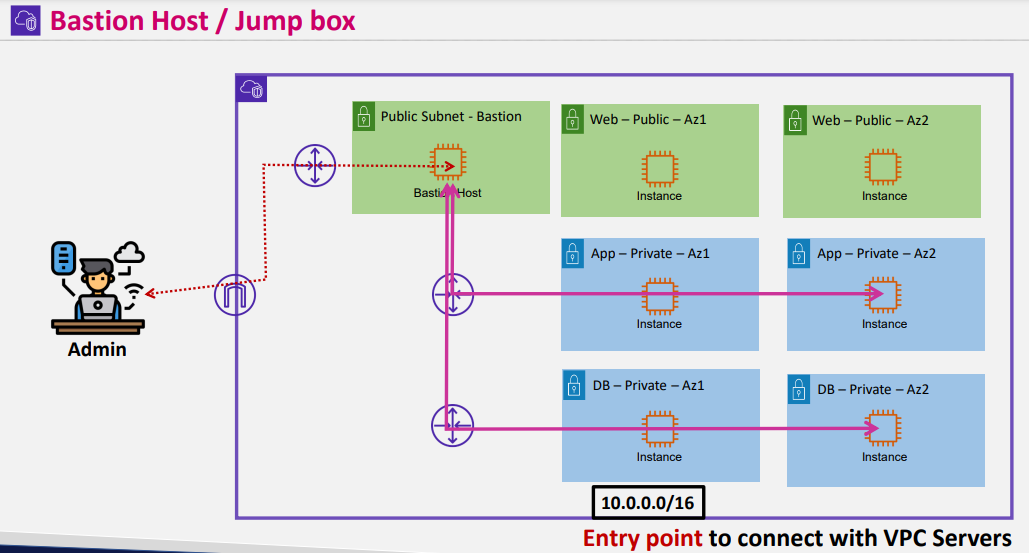 Bastion Host / Jump box
Public Subnet - Bastion
Web – Public – Az1
Web – Public – Az2
Bastion Host
Instance
Instance
App – Private – Az1
App – Private – Az2
Instance
Instance
Admin
DB – Private – Az1
DB – Private – Az2
Instance
Instance
10.0.0.0/16
Entry point to connect with VPC Servers